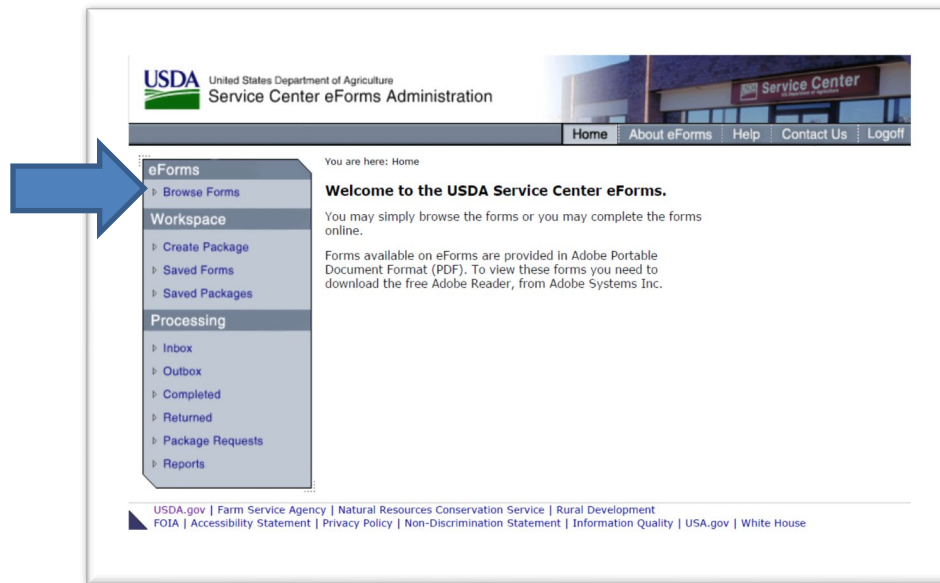 USDA
United States Department of Agriculture
Service Center eForms Administration
Service Center
Home About eForms Help Contact Us Logoff
You are here: Home
eForms
Browse Forms
Workspace
Create Package
Saved Forms
Saved Packages
Processing
Inbox
Outbox
Completed
Returned
Package Requests
Reports
Welcome to the USDA Service Center eForms.
You may simply browse the forms or you may complete the forms
online.
Forms available on eForms are provided in Adobe Portable
Document Format (PDF). To view these forms you need to
download the free Adobe Reader, from Adobe Systems Inc.
USDA.gov | Farm Service Agency | Natural Resources Conservation Service | Rural Development
FOIA | Accessibility Statement | Privacy Policy | Non-Discrimination Statement | Information Quality | USA.gov | White House